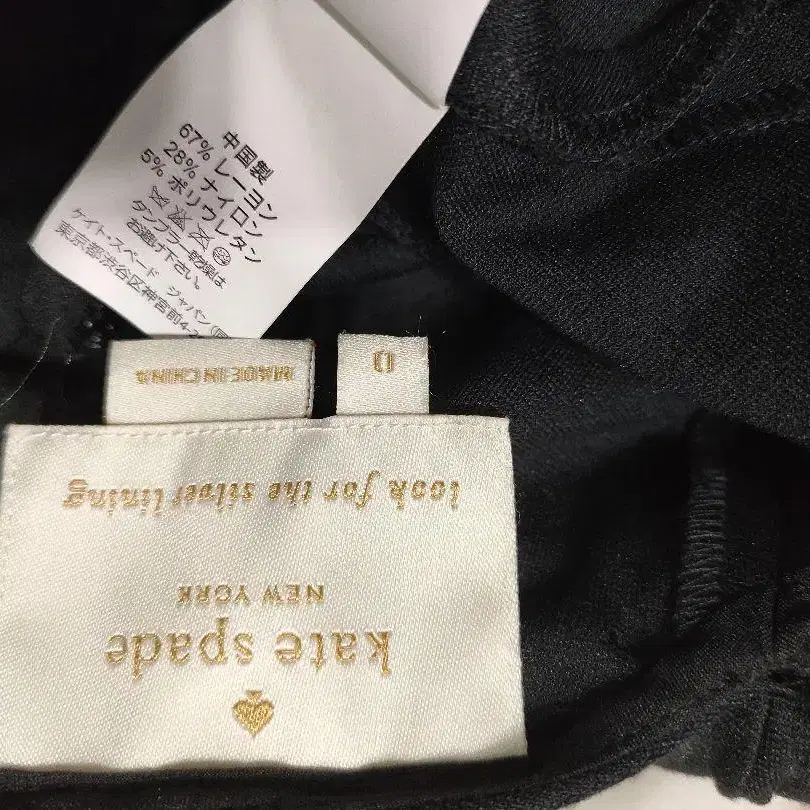 中国製
67% レーヨン
28% ナイロン
5% ポリウレタン
タンブラー乾燥は
お避け下さい。
ケイト・スペード ジャパン
東京都渋谷区神宮前4-2
MADE IN CHINA
0
kate spade
NEW YORK
look for the silver lining